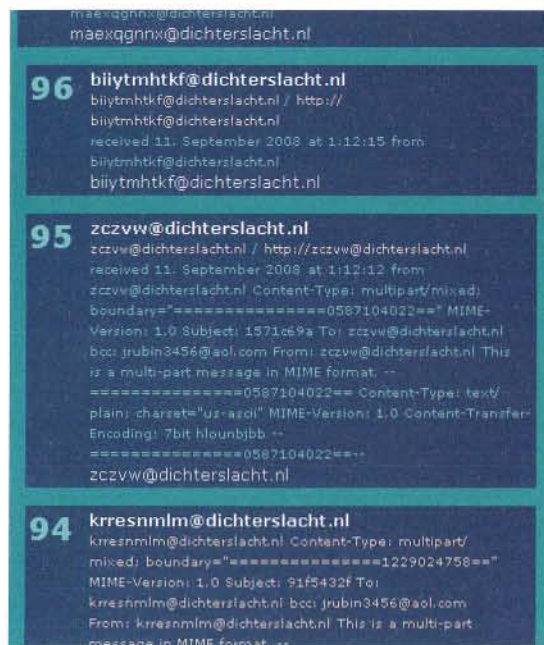 maexqgnnx@dichterslacht.nl
maexqgnnx@dichterslacht.nl
96 biiytmhtkf@dichterslacht.nl
biiytmhtkf@dichterslacht.nl / http://
biiytmhtkf@dichterslacht.nl
received 11. September 2008 at 1:12:15 from
biiytmhtkf@dichterslacht.nl
biiytmhtkf@dichterslacht.nl
95 zczvw@dichterslacht.nl
zczvw@dichterslacht.nl / http://zczvw@dichterslacht.nl
received 11. September 2008 at 1:12:12 from
zczvw@dichterslacht.nl Content-Type: multipart/mixed;
boundary="===============0587104022==" MIME-
Version: 1.0 Subject: 1571c69a To: zczvw@dichterslacht.nl
bcc: jrubin3456@aol.com From: zczvw@dichterslacht.nl This
is a multi-part message in MIME format. --
===============0587104022== Content-Type: text/
plain; charset="us-ascii" MIME-Version: 1.0 Content-Transfer-
Encoding: 7bit hlounbjbb --
===============0587104022==--
zczvw@dichterslacht.nl
94 krresnmlm@dichterslacht.nl
krresnmlm@dichterslacht.nl Content-Type: multipart/
mixed; boundary="===============1229024758=="
MIME-Version: 1.0 Subject: 91f5432f To:
krresnmlm@dichterslacht.nl bcc: jrubin3456@aol.com
From: krresnmlm@dichterslacht.nl This is a multi-part
message in MIME format. --